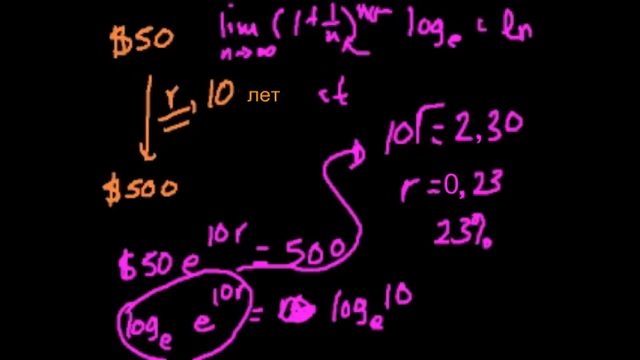 $50
lim (1+1/n)
n→∞
log_e = ln
r, 10 лет
$500
10r = 2,30
r = 0,23
23%
$50 e^10r = 500
log_e e^10r = log_e 10